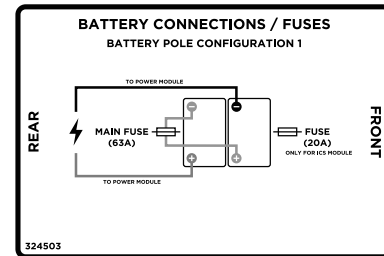 BATTERY CONNECTIONS / FUSES
BATTERY POLE CONFIGURATION 1
TO POWER MODULE
REAR
MAIN FUSE
(63A)
FUSE
(20A)
ONLY FOR ICS MODULE
FRONT
TO POWER MODULE
324503